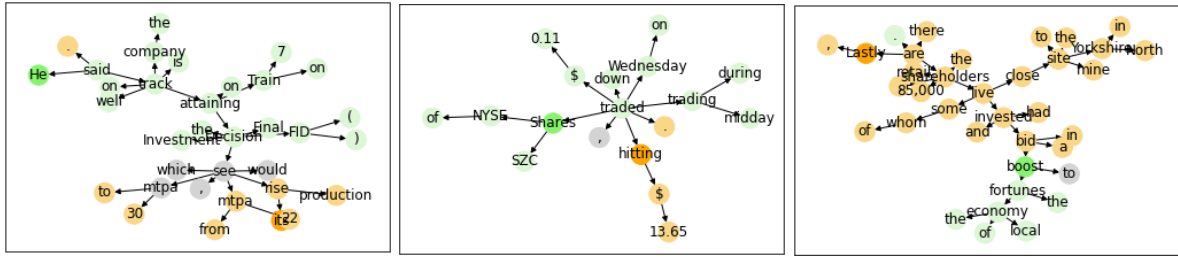 the
.
company
is
7
He
said
track
Train
on
on
well
on
attaining
the
Investment
Decision
Final
FID
(
)
which
see
would
to
mtpa
,
rise
production
30
mtpa
its
22
from
on
0.11
Wednesday
$
down
during
of
NYSE
traded
trading
Shares
midday
,
.
SZC
hitting
$
13.65
there
to
the
in
,
Lastly
.
are
Yorkshire
North
retail
the
site
shareholders
close
mine
85,000
live
some
had
of
whom
invested
and
in
bid
a
boost
to
fortunes
the
economy
the
of
local